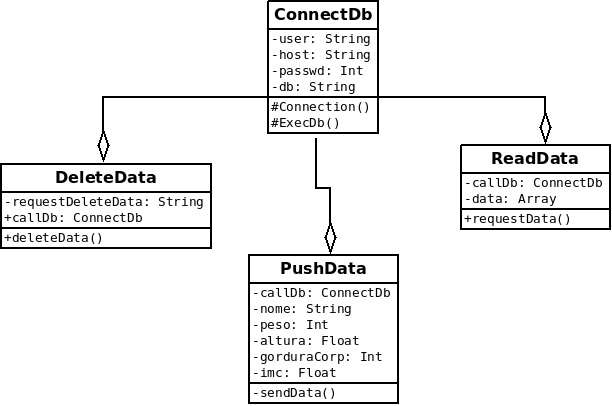 ConnectDb
-user: String
-host: String
-passwd: Int
-db: String
#Connection()
#ExecDb()
DeleteData
-requestDeleteData: String
+callDb: ConnectDb
+deleteData()
ReadData
-callDb: ConnectDb
-data: Array
+requestData()
PushData
-callDb: ConnectDb
-nome: String
-peso: Int
-altura: Float
-gorduraCorp: Int
-imc: Float
-sendData()